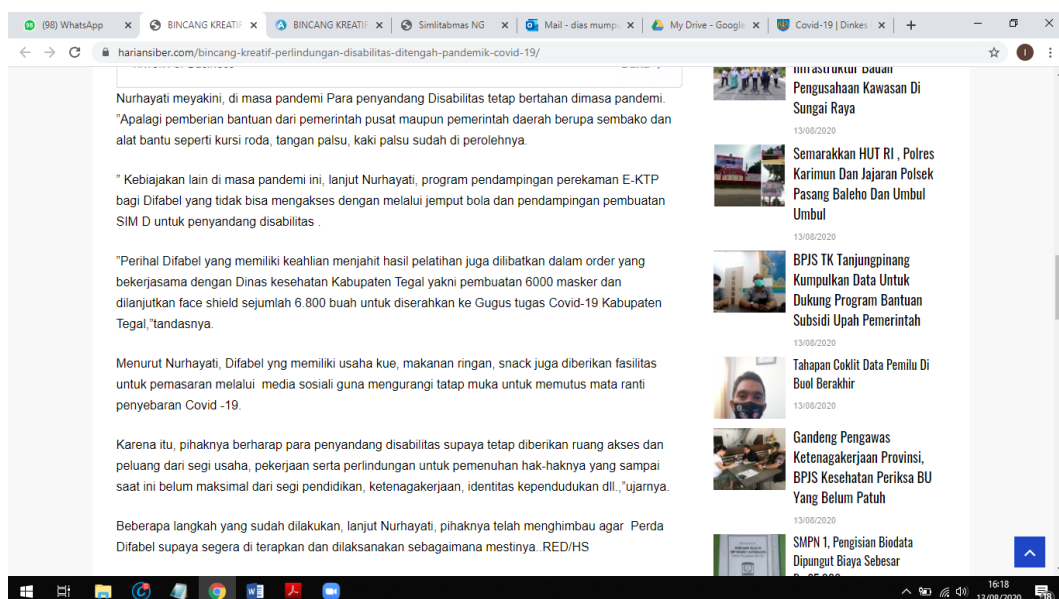 (98) WhatsApp
BINCANG KREATIF
BINCANG KREATIF
Simlitabmas NG
Mail - dias mumpu
My Drive - Google
Covid-19 | Dinkes
hariansiber.com/bincang-kreatif-perlindungan-disabilitas-ditengah-pandemik-covid-19/
Nurhayati meyakini, di masa pandemi Para penyandang Disabilitas tetap bertahan dimasa pandemi.
"Apalagi pemberian bantuan dari pemerintah pusat maupun pemerintah daerah berupa sembako dan
alat bantu seperti kursi roda, tangan palsu, kaki palsu sudah di perolehnya.
" Kebiajakan lain di masa pandemi ini, lanjut Nurhayati, program pendampingan perekaman E-KTP
bagi Difabel yang tidak bisa mengakses dengan melalui jemput bola dan pendampingan pembuatan
SIM D untuk penyandang disabilitas .
"Perihal Difabel yang memiliki keahlian menjahit hasil pelatihan juga dilibatkan dalam order yang
bekerjasama dengan Dinas kesehatan Kabupaten Tegal yakni pembuatan 6000 masker dan
dilanjutkan face shield sejumlah 6.800 buah untuk diserahkan ke Gugus tugas Covid-19 Kabupaten
Tegal,"tandasnya.
Menurut Nurhayati, Difabel yng memiliki usaha kue, makanan ringan, snack juga diberikan fasilitas
untuk pemasaran melalui  media sosiali guna mengurangi tatap muka untuk memutus mata ranti
penyebaran Covid -19.
Karena itu, pihaknya berharap para penyandang disabilitas supaya tetap diberikan ruang akses dan
peluang dari segi usaha, pekerjaan serta perlindungan untuk pemenuhan hak-haknya yang sampai
saat ini belum maksimal dari segi pendidikan, ketenagakerjaan, identitas kependudukan dll.,"ujarnya.
Beberapa langkah yang sudah dilakukan, lanjut Nurhayati, pihaknya telah menghimbau agar  Perda
Difabel supaya segera di terapkan dan dilaksanakan sebagaimana mestinya..RED/HS
Infrastruktur Badan
Pengusahaan Kawasan Di
Sungai Raya
13/08/2020
Semarakkan HUT RI , Polres
Karimun Dan Jajaran Polsek
Pasang Baleho Dan Umbul
Umbul
13/08/2020
BPJS TK Tanjungpinang
Kumpulkan Data Untuk
Dukung Program Bantuan
Subsidi Upah Pemerintah
13/08/2020
Tahapan Coklit Data Pemilu Di
Buol Berakhir
13/08/2020
Gandeng Pengawas
Ketenagakerjaan Provinsi,
BPJS Kesehatan Periksa BU
Yang Belum Patuh
13/08/2020
SMPN 1, Pengisian Biodata
Dipungut Biaya Sebesar
16:18
13/08/2020